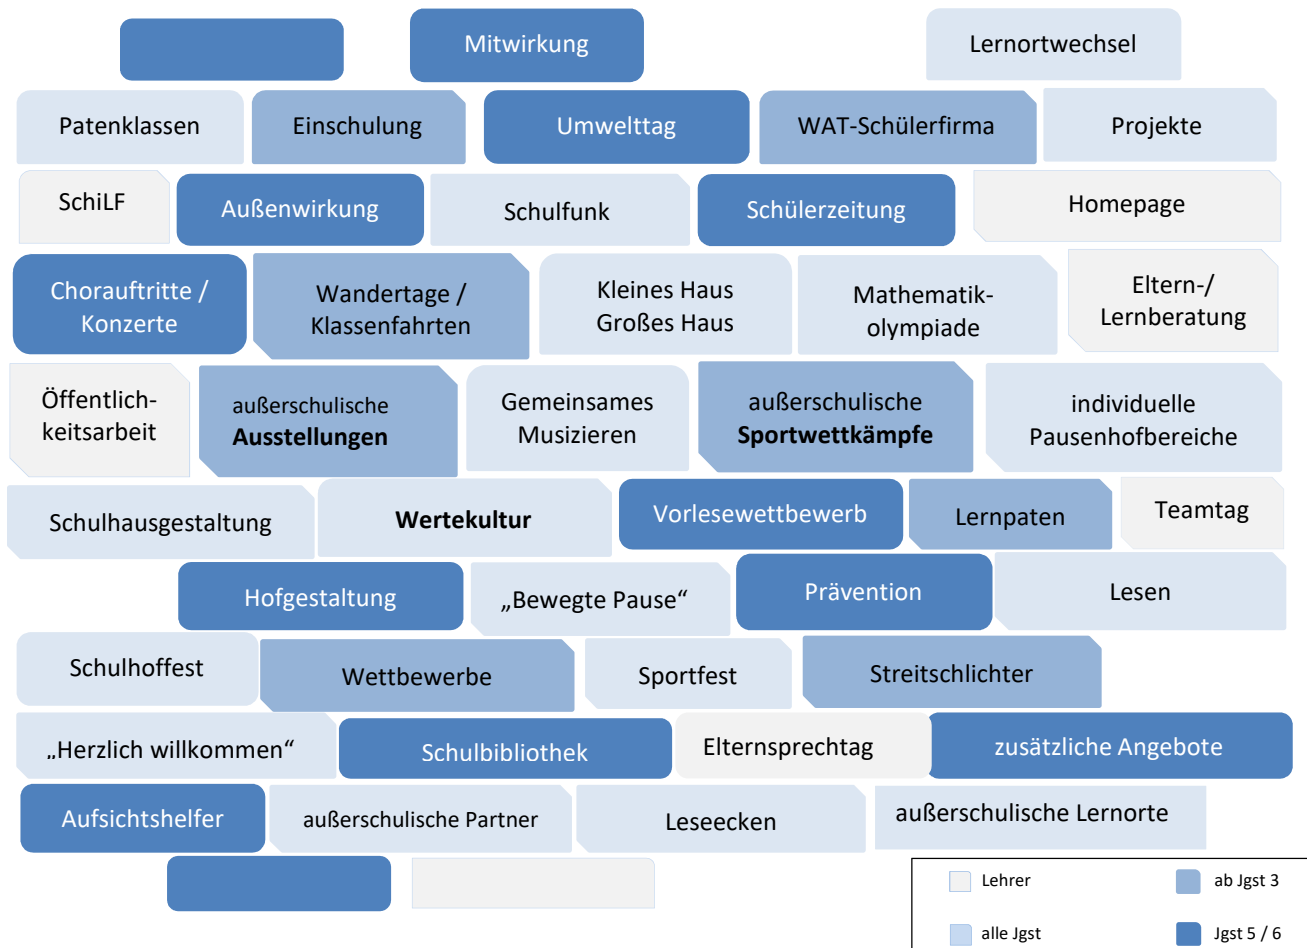 Mitwirkung
Lernortwechsel
Patenklassen
Einschulung
Umwelttag
WAT-Schülerfirma
Projekte
SchiLF
Außenwirkung
Schulfunk
Schülerzeitung
Homepage
Chorauftritte /
Konzerte
Wandertage /
Klassenfahrten
Kleines Haus
Großes Haus
Mathematik-
olympiade
Eltern-/
Lernberatung
Öffentlich-
keitsarbeit
außerschulische
Ausstellungen
Gemeinsames
Musizieren
außerschulische
Sportwettkämpfe
individuelle
Pausenhofbereiche
Schulhausgestaltung
Wertekultur
Vorlesewettbewerb
Lernpaten
Teamtag
Hofgestaltung
„Bewegte Pause“
Prävention
Lesen
Schulhoffest
Wettbewerbe
Sportfest
Streitschlichter
„Herzlich willkommen“
Schulbibliothek
Elternsprechtag
zusätzliche Angebote
Aufsichtshelfer
außerschulische Partner
Leseecken
außerschulische Lernorte
Lehrer
ab Jgst 3
alle Jgst
Jgst 5 / 6